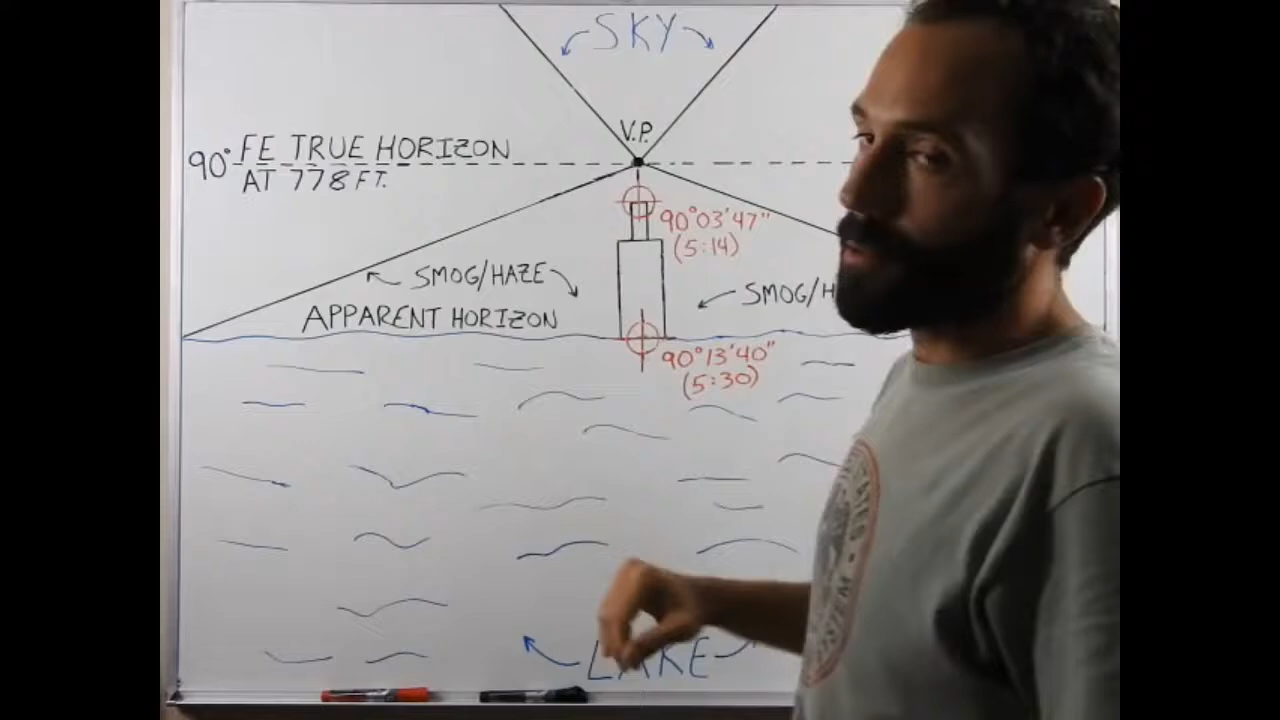 SKY
V.P.
90° FE TRUE HORIZON
AT 778 FT.
90°03'47"
(5:14)
SMOG/HAZE
SMOG/H
APPARENT HORIZON
90°13'40"
(5:30)
LAKE